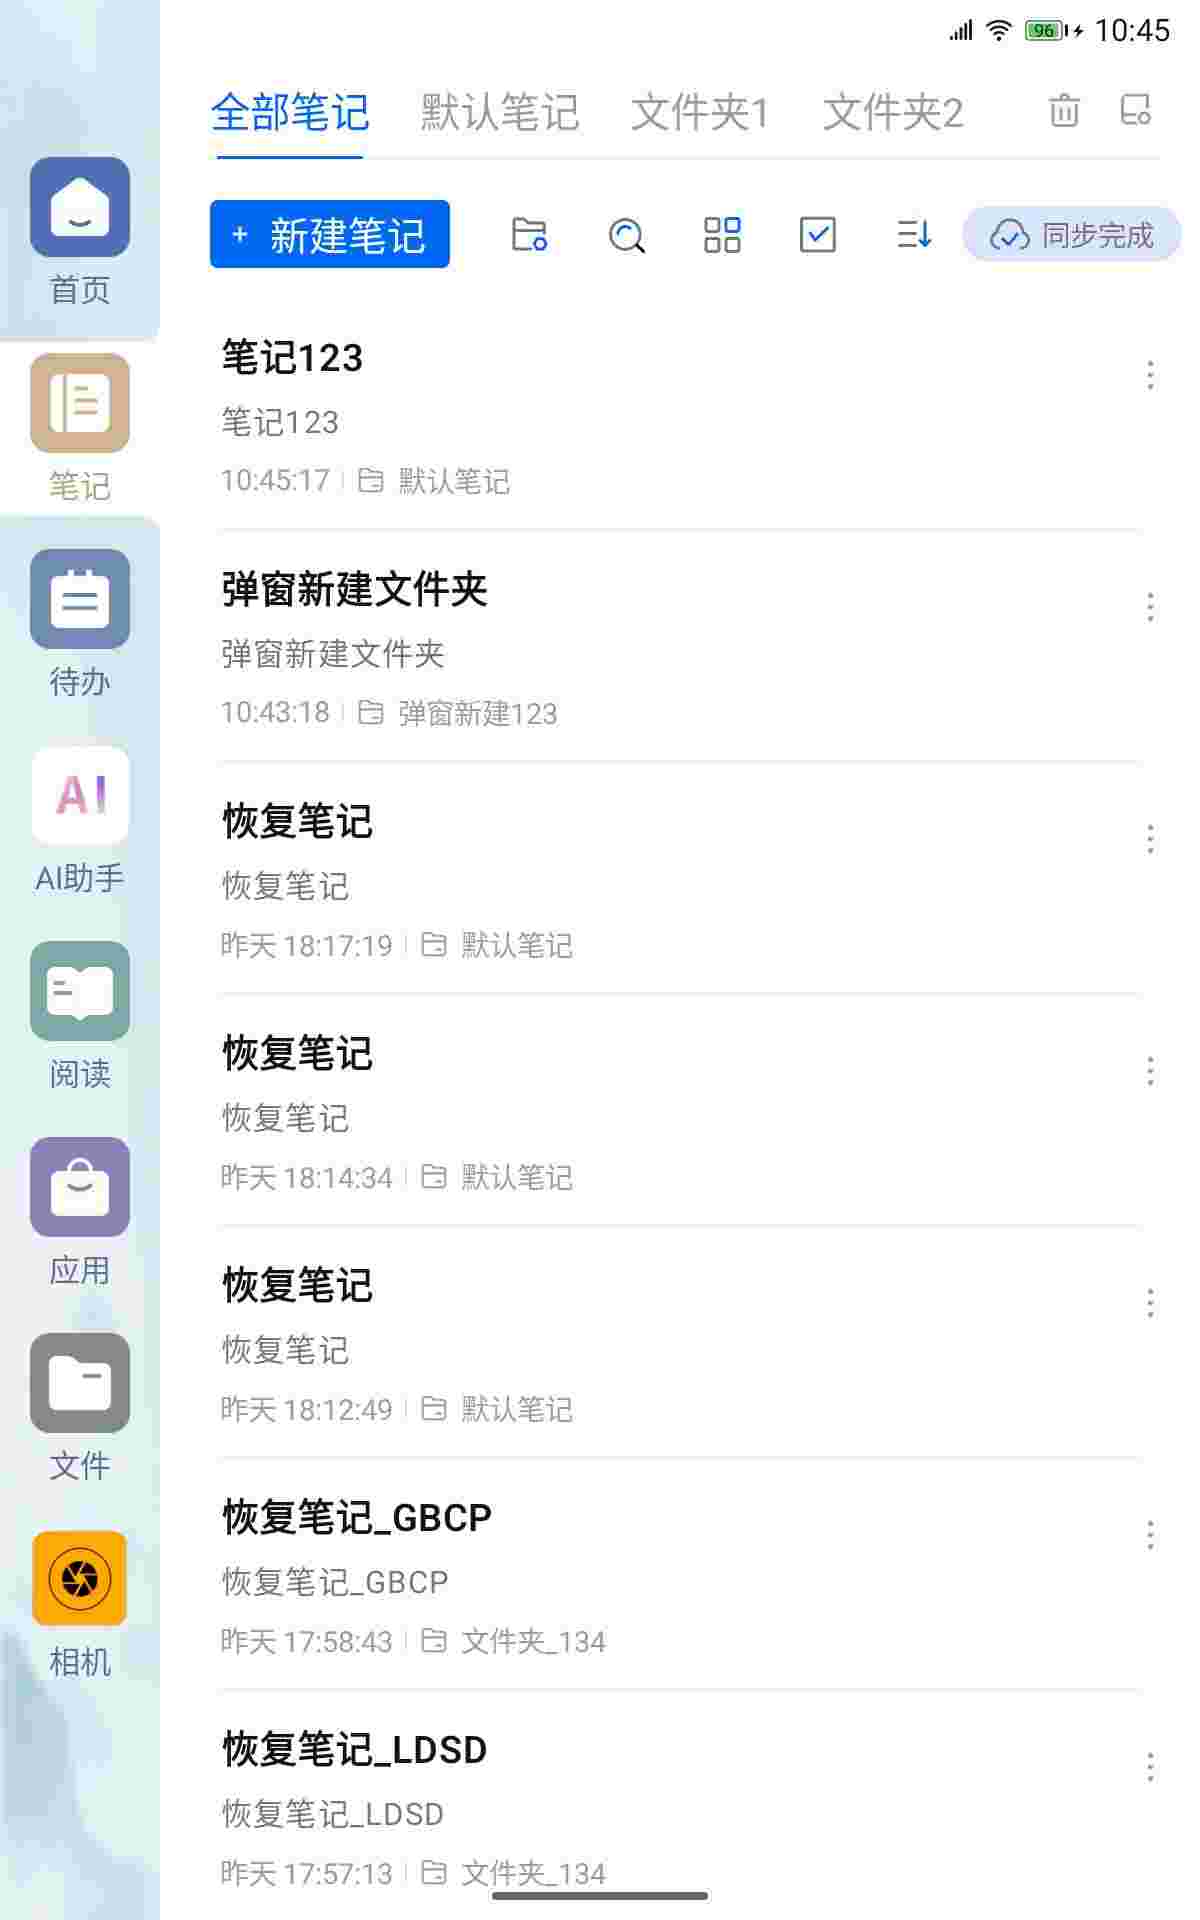 96 10:45
全部笔记 默认笔记 文件夹1 文件夹2
+ 新建笔记 同步完成
首页
笔记
待办
AI
AI助手
阅读
应用
文件
相机
笔记123
笔记123
10:45:17 默认笔记
弹窗新建文件夹
弹窗新建文件夹
10:43:18 弹窗新建123
恢复笔记
恢复笔记
昨天 18:17:19 默认笔记
恢复笔记
恢复笔记
昨天 18:14:34 默认笔记
恢复笔记
恢复笔记
昨天 18:12:49 默认笔记
恢复笔记_GBCP
恢复笔记_GBCP
昨天 17:58:43 文件夹_134
恢复笔记_LDSD
恢复笔记_LDSD
昨天 17:57:13 文件夹_134